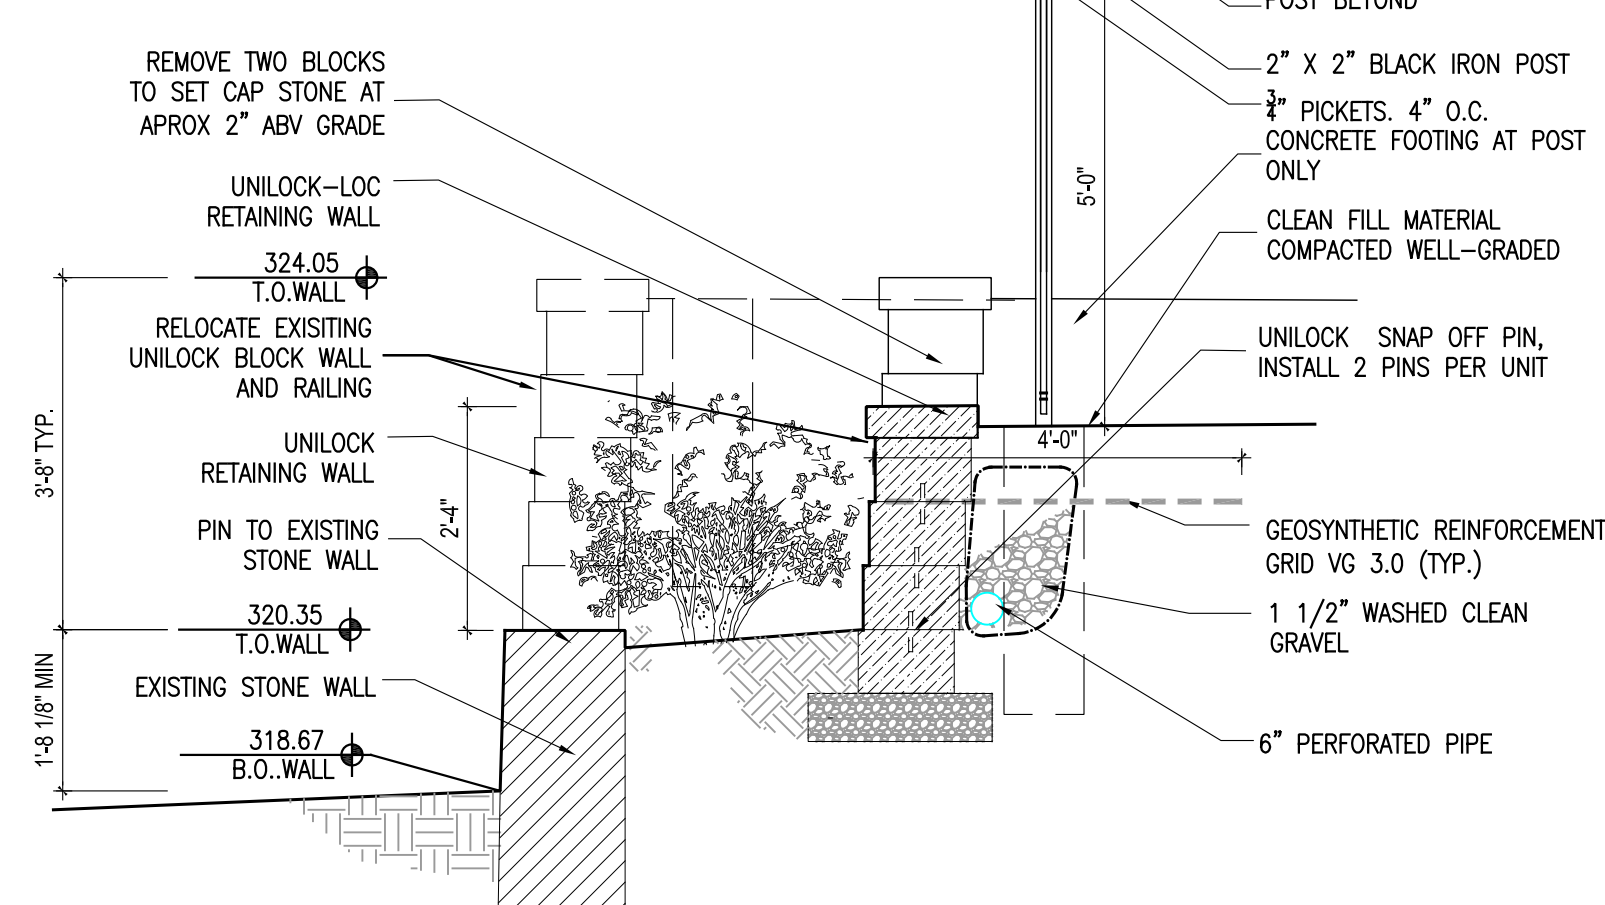 POST BEYOND
REMOVE TWO BLOCKS
TO SET CAP STONE AT
APROX 2" ABV GRADE
2" X 2" BLACK IRON POST
3/4" PICKETS. 4" O.C.
CONCRETE FOOTING AT POST
ONLY
UNILOCK-LOC
RETAINING WALL
5'-0"
CLEAN FILL MATERIAL
COMPACTED WELL-GRADED
324.05
T.O.WALL
RELOCATE EXISITING
UNILOCK BLOCK WALL
AND RAILING
UNILOCK SNAP OFF PIN,
INSTALL 2 PINS PER UNIT
3'-8" TYP.
UNILOCK
RETAINING WALL
4'-0"
2'-4"
PIN TO EXISTING
STONE WALL
GEOSYNTHETIC REINFORCEMENT
GRID VG 3.0 (TYP.)
320.35
T.O.WALL
1 1/2" WASHED CLEAN
GRAVEL
1'-8 1/8" MIN
EXISTING STONE WALL
318.67
B.O..WALL
6" PERFORATED PIPE